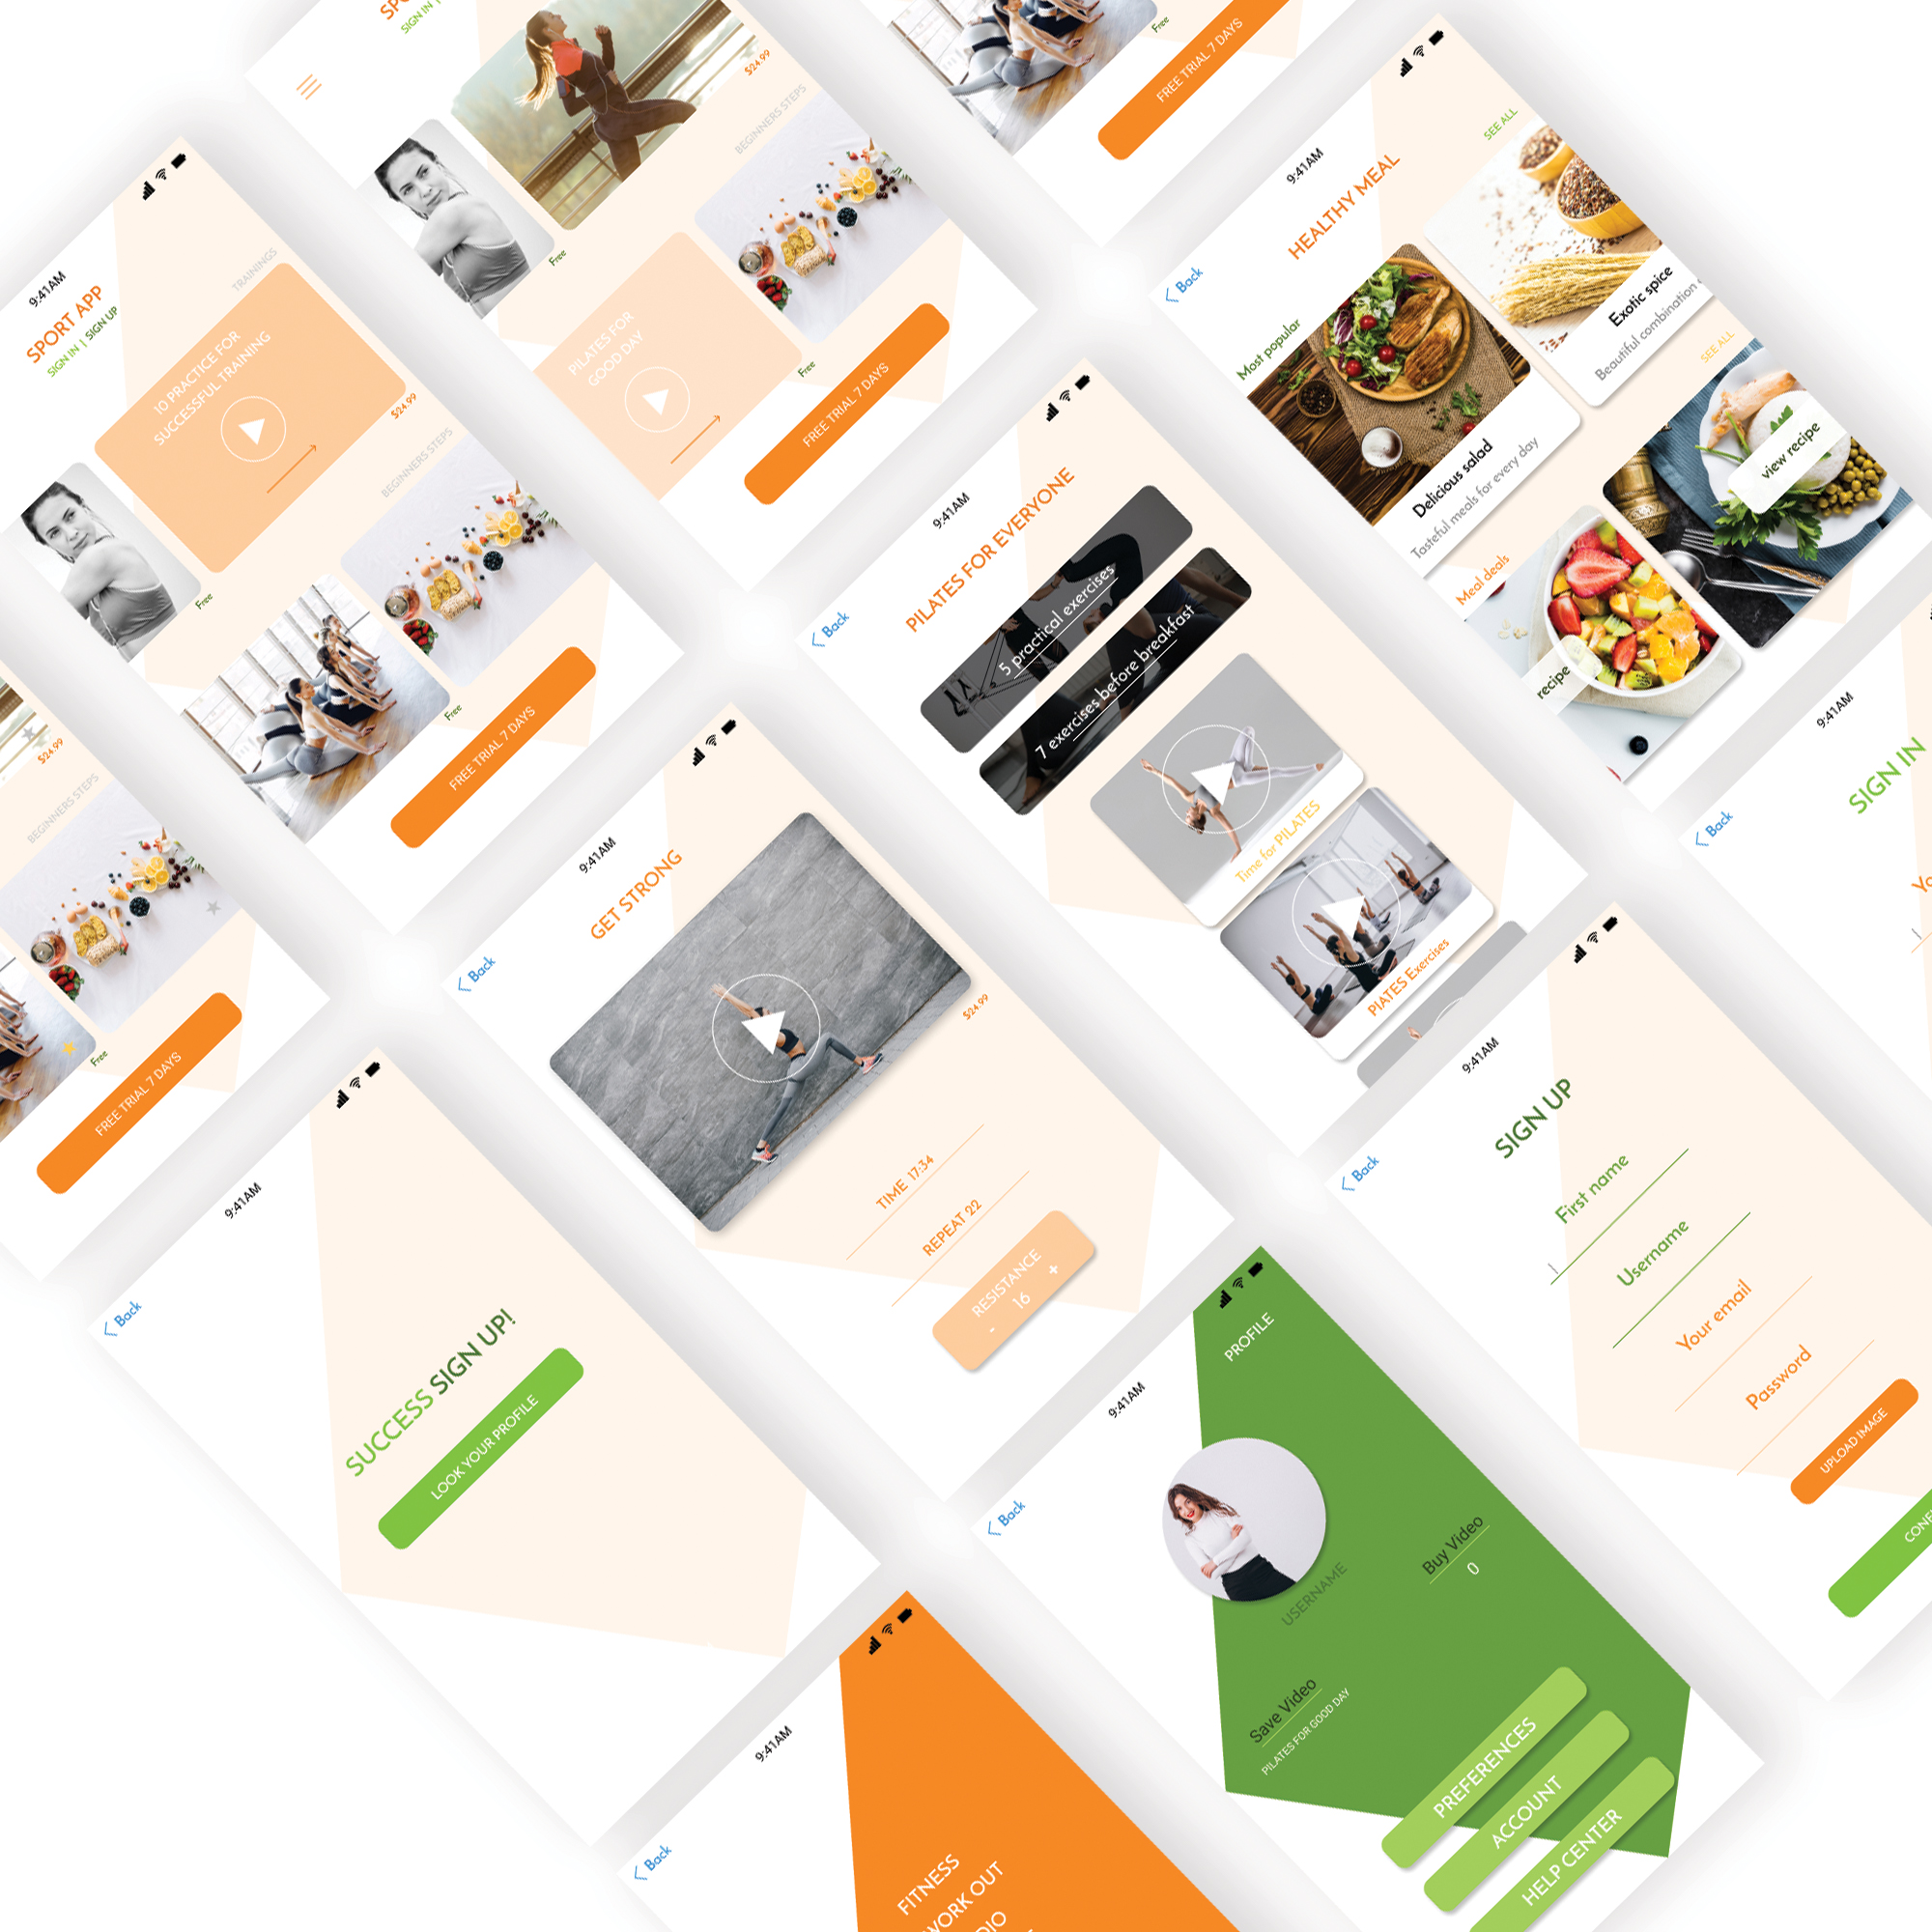 SIGN IN |
$24.99
BEGINNERS STEPS
Free
PILATES FOR
GOOD DAY
Free
FREE TRIAL 7 DAYS
Free
FREE TRIAL 7 DAYS
9:41AM
SPORT APP
SIGN IN | SIGN UP
TRAININGS
10 PRACTICE FOR
SUCCESSFUL TRAINING
$24.99
Free
BEGINNERS STEPS
Free
FREE TRIAL 7 DAYS
$24.99
BEGINNERS STEPS
Free
FREE TRIAL 7 DAYS
9:41AM
Back
HEALTHY MEAL
Most popular
SEE ALL
Delicious salad
Tasteful meals for every day
Exotic spice
Beautiful combination
Meal deals
SEE ALL
recipe
view recipe
9:41AM
Back
PILATES FOR EVERYONE
5 practical exercises
7 exercises before breakfast
Time for PILATES
PIATES Exercises
9:41AM
Back
GET STRONG
$24.99
TIME 17:34
REPEAT 22
RESISTANCE
- 16 +
9:41AM
Back
SUCCESS SIGN UP!
LOOK YOUR PROFILE
9:41AM
Back
SIGN IN
9:41AM
Back
SIGN UP
First name
Username
Your email
Password
UPLOAD IMAGE
9:41AM
Back
PROFILE
USERNAME
Buy Video
0
Save Video
PILATES FOR GOOD DAY
PREFERENCES
ACCOUNT
HELP CENTER
9:41AM
Back
FITNESS
WORK OUT